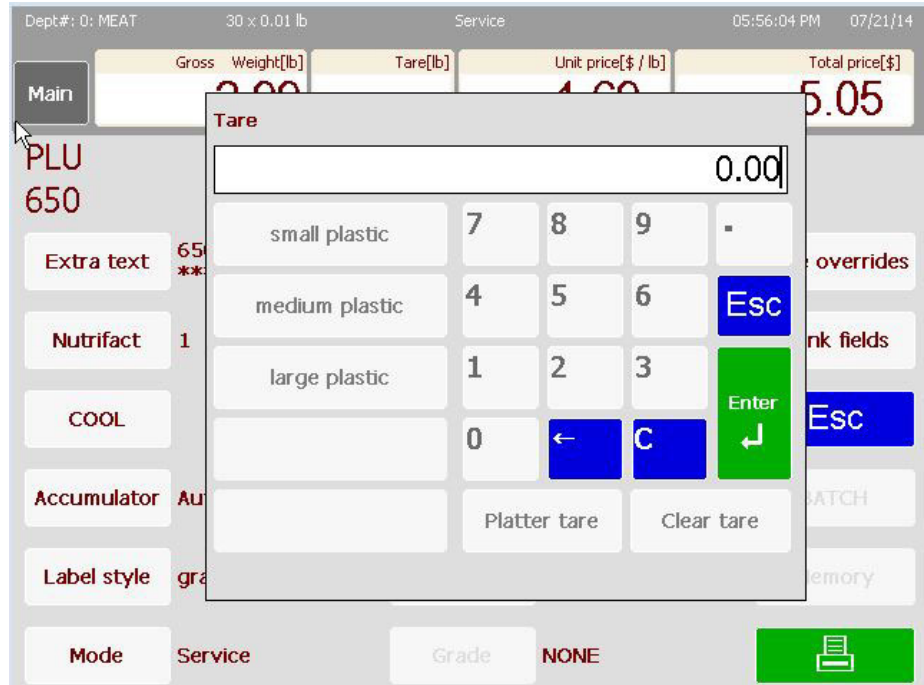 Dept#: 0: MEAT 30 x 0.01 lb Service 05:56:04 PM 07/21/14
Gross Weight[lb] Tare[lb] Unit price[$ / lb] Total price[$]
Main 5.05
Tare
0.00
PLU
650
small plastic 7 8 9 .
Extra text overrides
medium plastic 4 5 6 Esc
Nutrifact 1 fields
large plastic 1 2 3 Enter
COOL Esc
0 ← C
Accumulator BATCH
Platter tare Clear tare
Label style
Mode Service Grade NONE